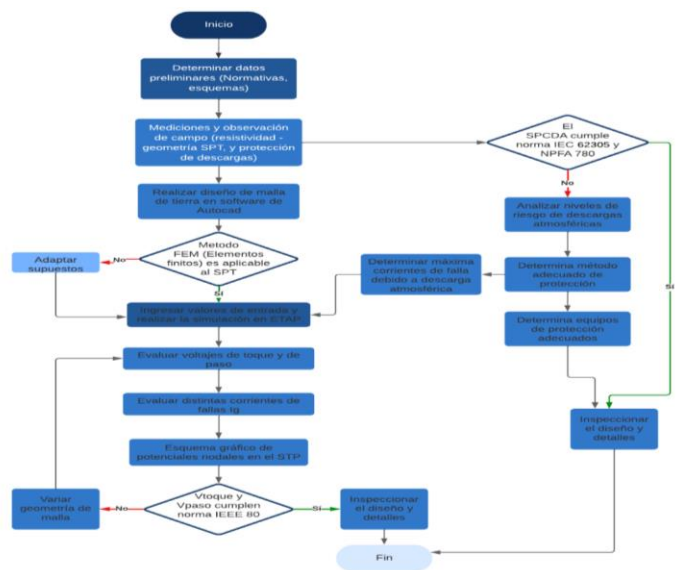 Inicio
Determinar datos
preliminares (Normativas,
esquemas)
Mediciones y observación
de campo (resistividad -
geometría SPT, y protección
de descargas)
El
SPCDA cumple
norma IEC 62305 y
NPFA 780
No
Sí
Realizar diseño de malla
de tierra en software de
Autocad
Analizar niveles de
riesgo de descargas
atmosféricas
Metodo
FEM (Elementos
finitos) es aplicable
al SPT
No
Adaptar
supuestos
Sí
Determinar máxima
corrientes de falla
debido a descarga
atmosférica
Determina método
adecuado de
protección
Ingresar valores de entrada y
realizar la simulación en ETAP
Determina equipos
de protección
adecuados
Evaluar voltajes de toque y de
paso
Evaluar distintas corrientes de
fallas Ig
Inspeccionar
el diseño y
detalles
Esquema gráfico de
potenciales nodales en el STP
Variar
geometría de
malla
No
Vtoque y
Vpaso cumplen
norma IEEE 80
Sí
Inspeccionar
el diseño y
detalles
Fin